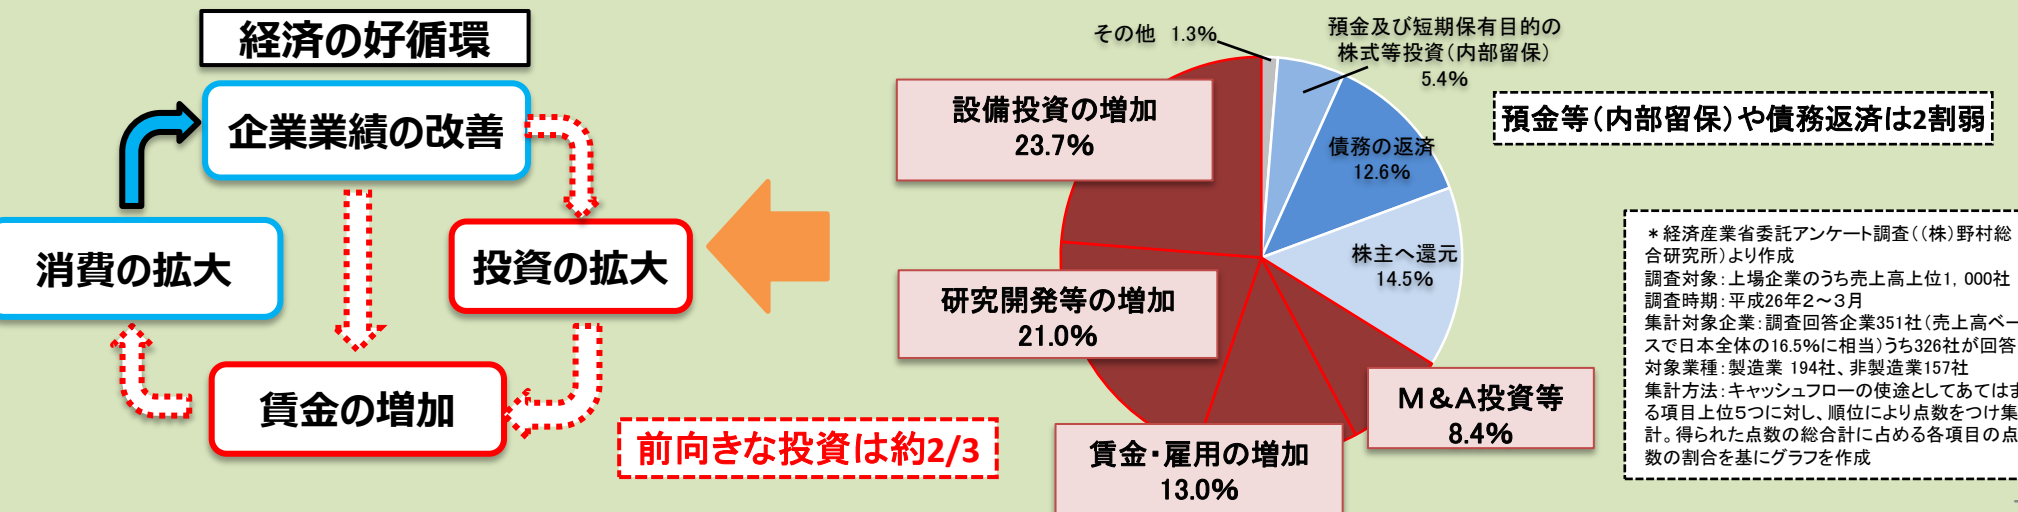 経済の好循環
企業業績の改善
消費の拡大
投資の拡大
賃金の増加
前向きな投資は約2/3
その他 1.3%
預金及び短期保有目的の
株式等投資(内部留保)
5.4%
設備投資の増加
23.7%
債務の返済
12.6%
株主へ還元
14.5%
研究開発等の増加
21.0%
M&A投資等
8.4%
賃金・雇用の増加
13.0%
預金等(内部留保)や債務返済は2割弱
*経済産業省委託アンケート調査((株)野村総
合研究所)より作成
調査対象:上場企業のうち売上高上位1,000社
調査時期:平成26年2~3月
集計対象企業:調査回答企業351社(売上高ベー
スで日本全体の16.5%に相当)うち326社が回答
対象業種:製造業 194社、非製造業157社
集計方法:キャッシュフローの使途としてあてはま
る項目上位5つに対し、順位により点数をつけ集
計。得られた点数の総合計に占める各項目の点
数の割合を基にグラフを作成